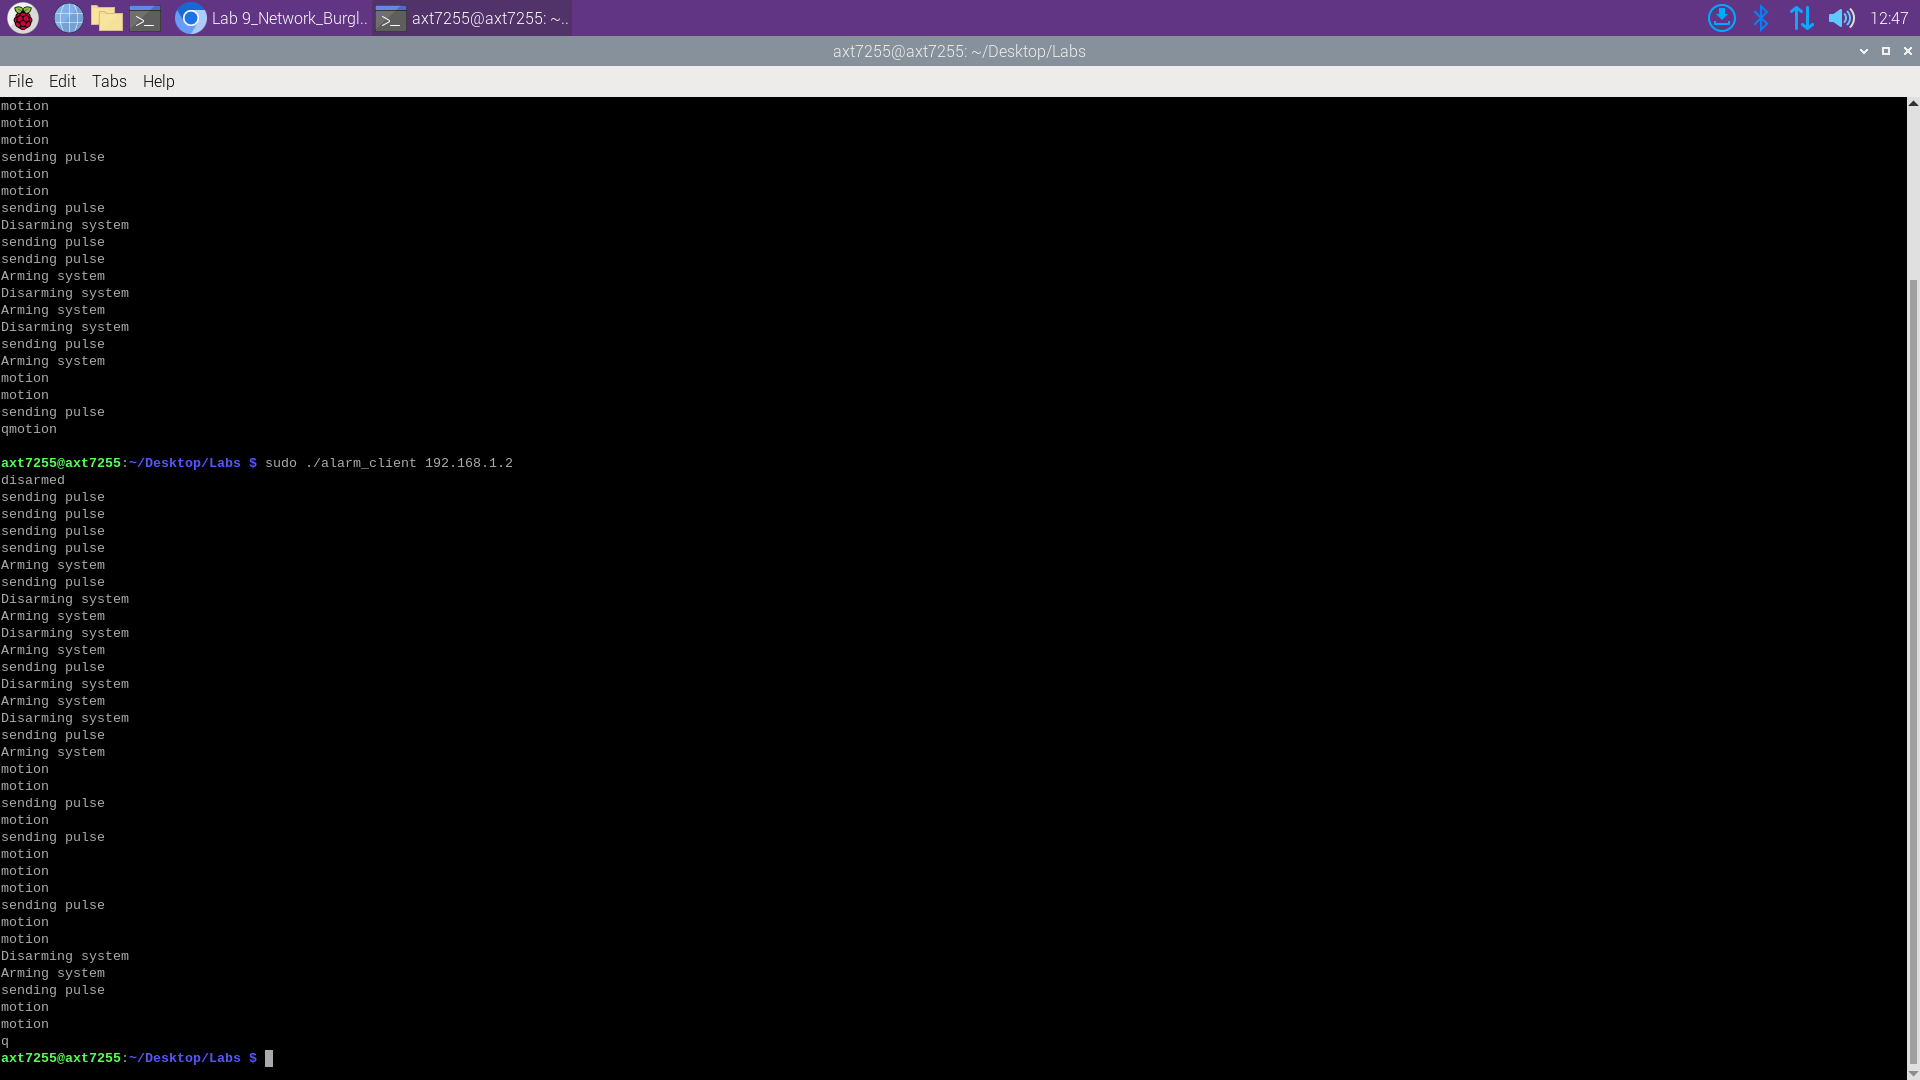 Lab 9_Network_Burgl..
axt7255@axt7255: ~..
12:47
axt7255@axt7255: ~/Desktop/Labs
File Edit Tabs Help
motion
motion
motion
sending pulse
motion
motion
sending pulse
Disarming system
sending pulse
sending pulse
Arming system
Disarming system
Arming system
Disarming system
sending pulse
Arming system
motion
motion
sending pulse
qmotion
axt7255@axt7255:~/Desktop/Labs $ sudo ./alarm_client 192.168.1.2
disarmed
sending pulse
sending pulse
sending pulse
sending pulse
Arming system
sending pulse
Disarming system
Arming system
Disarming system
Arming system
sending pulse
Disarming system
Arming system
Disarming system
sending pulse
Arming system
motion
motion
sending pulse
motion
sending pulse
motion
motion
motion
sending pulse
motion
motion
Disarming system
Arming system
sending pulse
motion
motion
q
axt7255@axt7255:~/Desktop/Labs $